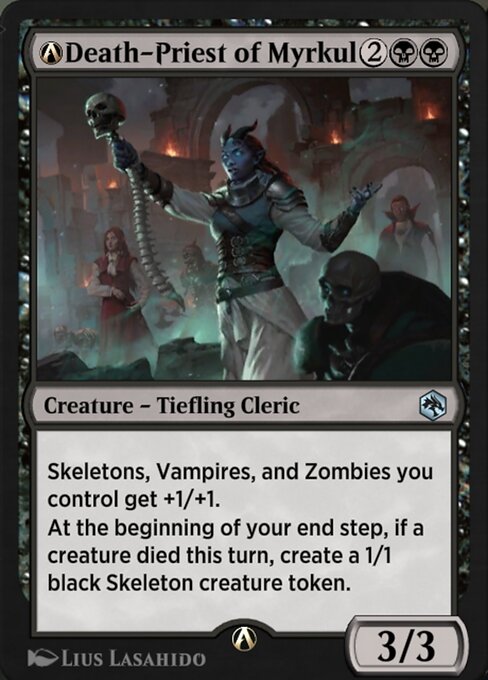 Death-Priest of Myrkul 2
Creature – Tiefling Cleric
Skeletons, Vampires, and Zombies you
control get +1/+1.
At the beginning of your end step, if a
creature died this turn, create a 1/1
black Skeleton creature token.
3/3
Lius Lasahido